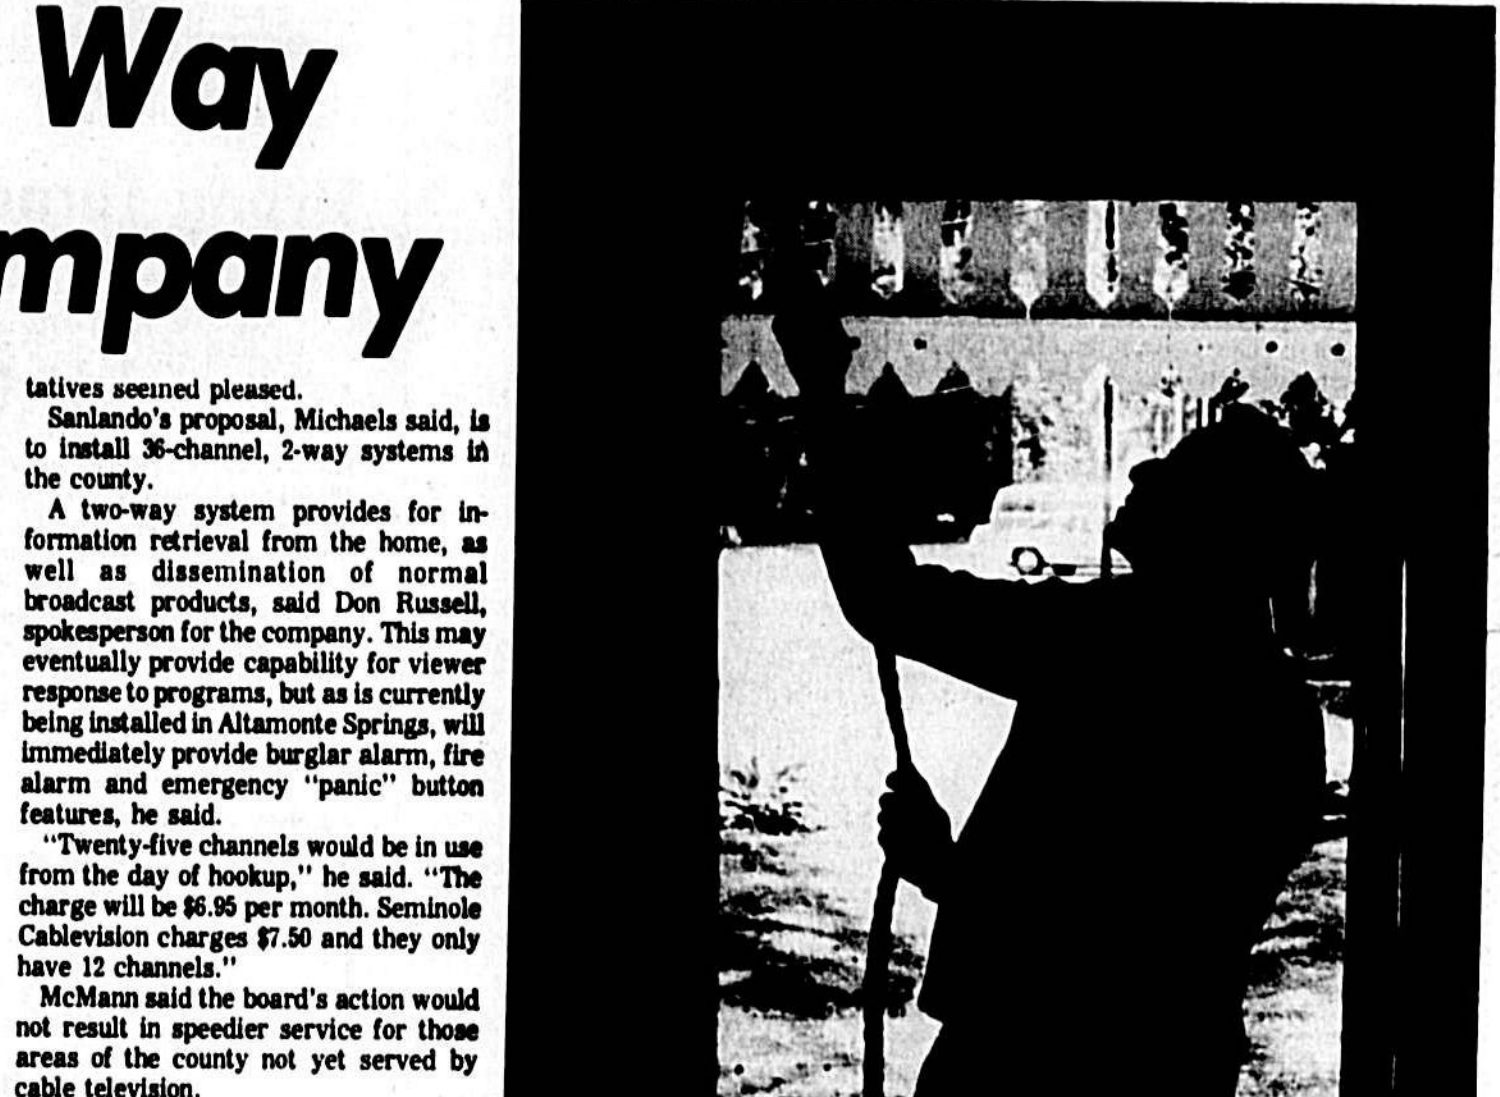 Way
mpany
tatives seemed pleased.
Sanlando's proposal, Michaels said, is
to install 36-channel, 2-way systems in
the county.
A two-way system provides for in-
formation retrieval from the home, as
well as dissemination of normal
broadcast products, said Don Russell,
spokesperson for the company. This may
eventually provide capability for viewer
response to programs, but as is currently
being installed in Altamonte Springs, will
immediately provide burglar alarm, fire
alarm and emergency "panic" button
features, he said.
"Twenty-five channels would be in use
from the day of hookup," he said. "The
charge will be $6.95 per month. Seminole
Cablevision charges $7.50 and they only
have 12 channels."
McMann said the board's action would
not result in speedier service for those
areas of the county not yet served by
cable television.